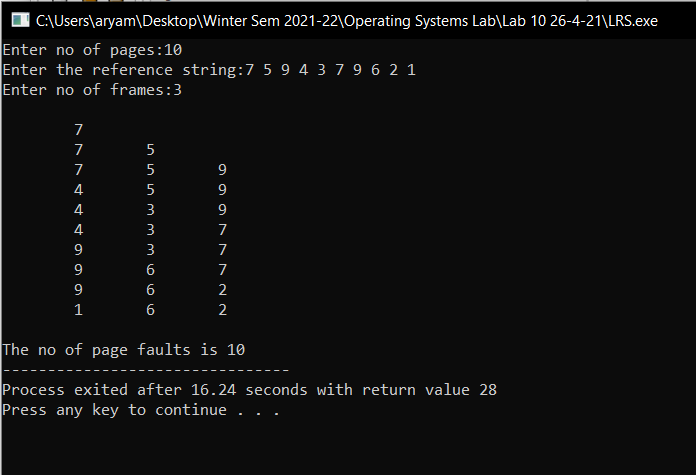 C:\Users\aryam\Desktop\Winter Sem 2021-22\Operating Systems Lab\Lab 10 26-4-21\LRS.exe
Enter no of pages:10
Enter the reference string:7 5 9 4 3 7 9 6 2 1
Enter no of frames:3
7
7 5
7 5 9
4 5 9
4 3 9
4 3 7
9 3 7
9 6 7
9 6 2
1 6 2
The no of page faults is 10
--------------------------------
Process exited after 16.24 seconds with return value 28
Press any key to continue . . .